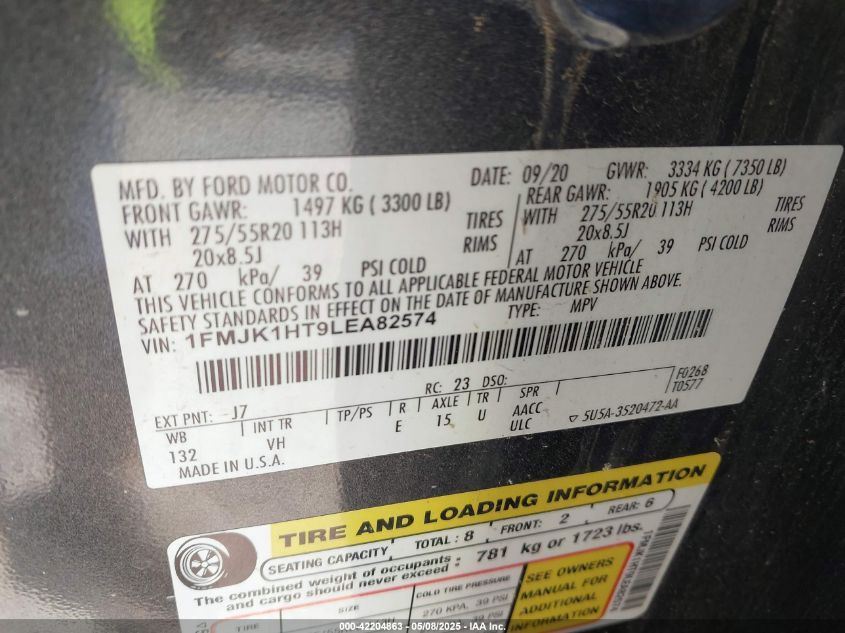 MFD. BY FORD MOTOR CO.
DATE: 09/20 GVWR: 3334 KG ( 7350 LB)
FRONT GAWR: 1497 KG ( 3300 LB)
REAR GAWR: 1905 KG ( 4200 LB)
WITH 275/55R20 113H TIRES
WITH 275/55R20 113H TIRES
20x8.5J RIMS
20x8.5J RIMS
AT 270 kPa/ 39 PSI COLD
AT 270 kPa/ 39 PSI COLD
THIS VEHICLE CONFORMS TO ALL APPLICABLE FEDERAL MOTOR VEHICLE
SAFETY STANDARDS IN EFFECT ON THE DATE OF MANUFACTURE SHOWN ABOVE.
VIN: 1FMJK1HT9LEA82574 TYPE: MPV
F0268
T0577
RC: 23 DSO:
EXT PNT: J7
WB INT TR TP/PS R AXLE TR SPR
132 VH E 15 U AACC
ULC
5U5A-3520472-AA
MADE IN U.S.A.
TIRE AND LOADING INFORMATION
SEATING CAPACITY TOTAL : 8 FRONT: 2 REAR: 6
The combined weight of occupants and cargo should never exceed : 781 kg or 1723 lbs.
TIRE SIZE COLD TIRE PRESSURE
270 KPA, 39 PSI
SEE OWNERS
MANUAL FOR
ADDITIONAL
INFORMATION
000-42204863 - 05/08/2025 - IAA Inc.